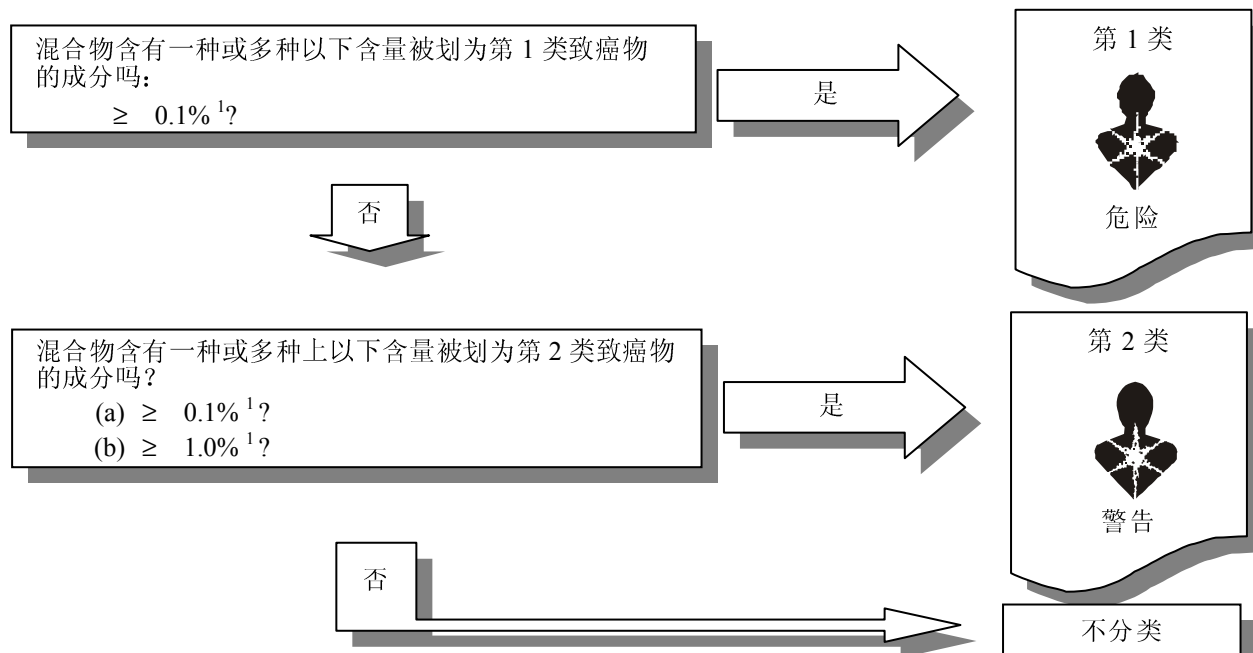 混合物含有一种或多种以下含量被划为第 1 类致癌物
的成分吗：
≥ 0.1% ¹?
是
第 1 类
危险
否
混合物含有一种或多种上以下含量被划为第 2 类致癌物
的成分吗？
(a) ≥ 0.1% ¹?
(b) ≥ 1.0% ¹?
是
第 2 类
警告
否
不分类